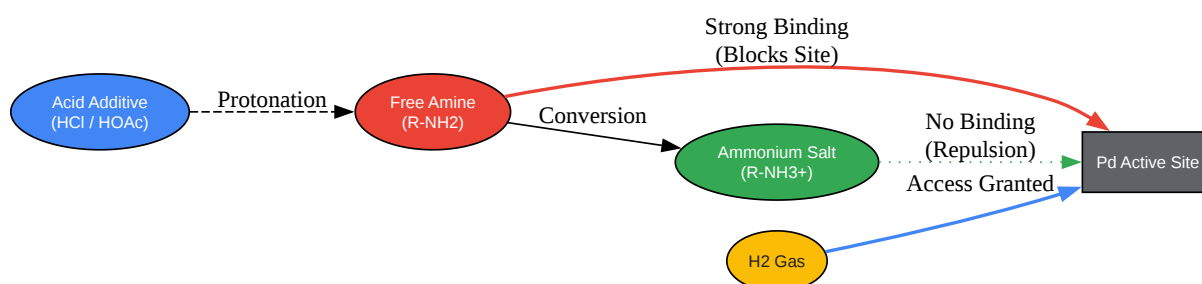 Strong Binding
(Blocks Site)
Acid Additive
(HCl / HOAc)
Protonation
Free Amine
(R-NH2)
Conversion
Ammonium Salt
(R-NH3+)
No Binding
(Repulsion)
Access Granted
Pd Active Site
H2 Gas